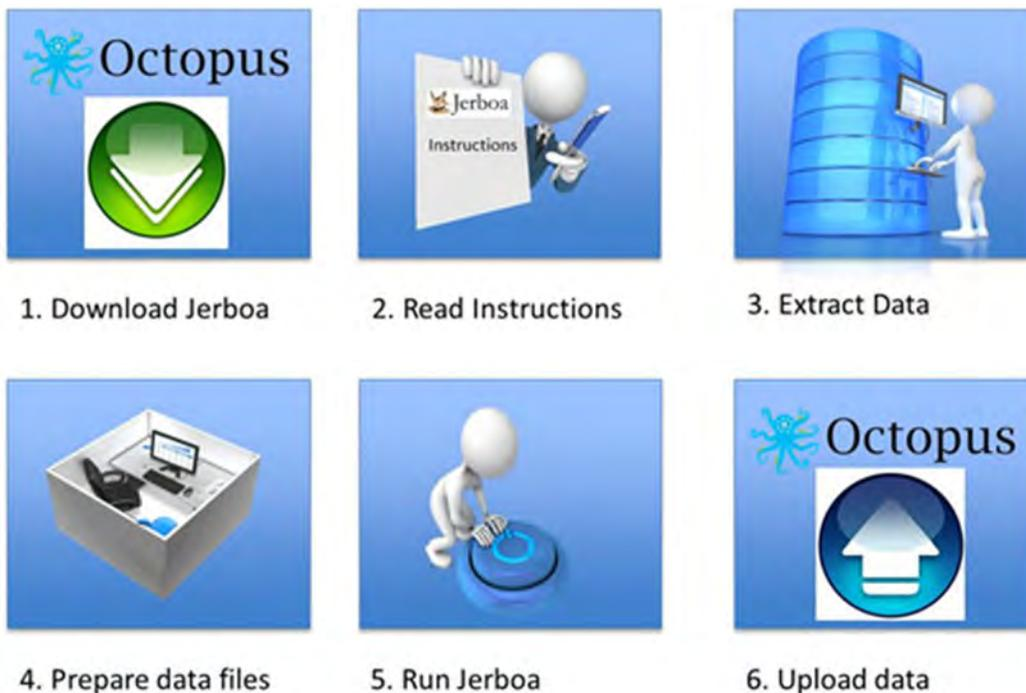 Octopus
Jerboa
Instructions
1. Download Jerboa
2. Read Instructions
3. Extract Data
4. Prepare data files
5. Run Jerboa
Octopus
6. Upload data